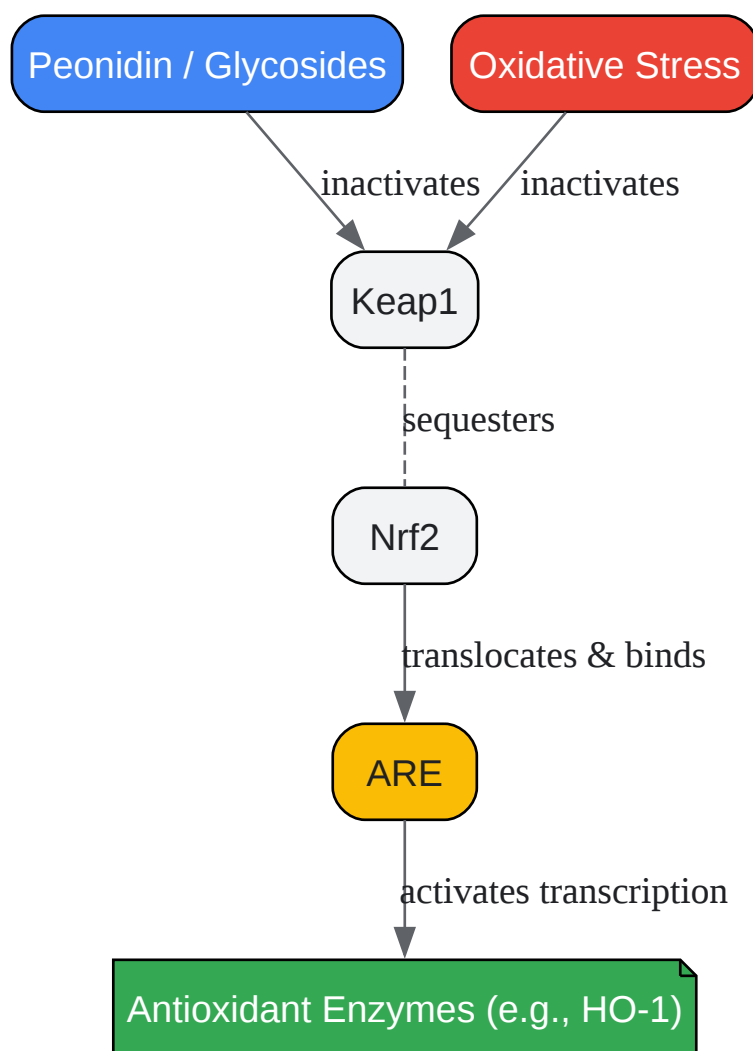 Peonidin / Glycosides
Oxidative Stress
inactivates
inactivates
Keap1
sequesters
Nrf2
translocates & binds
ARE
activates transcription
Antioxidant Enzymes (e.g., HO-1)